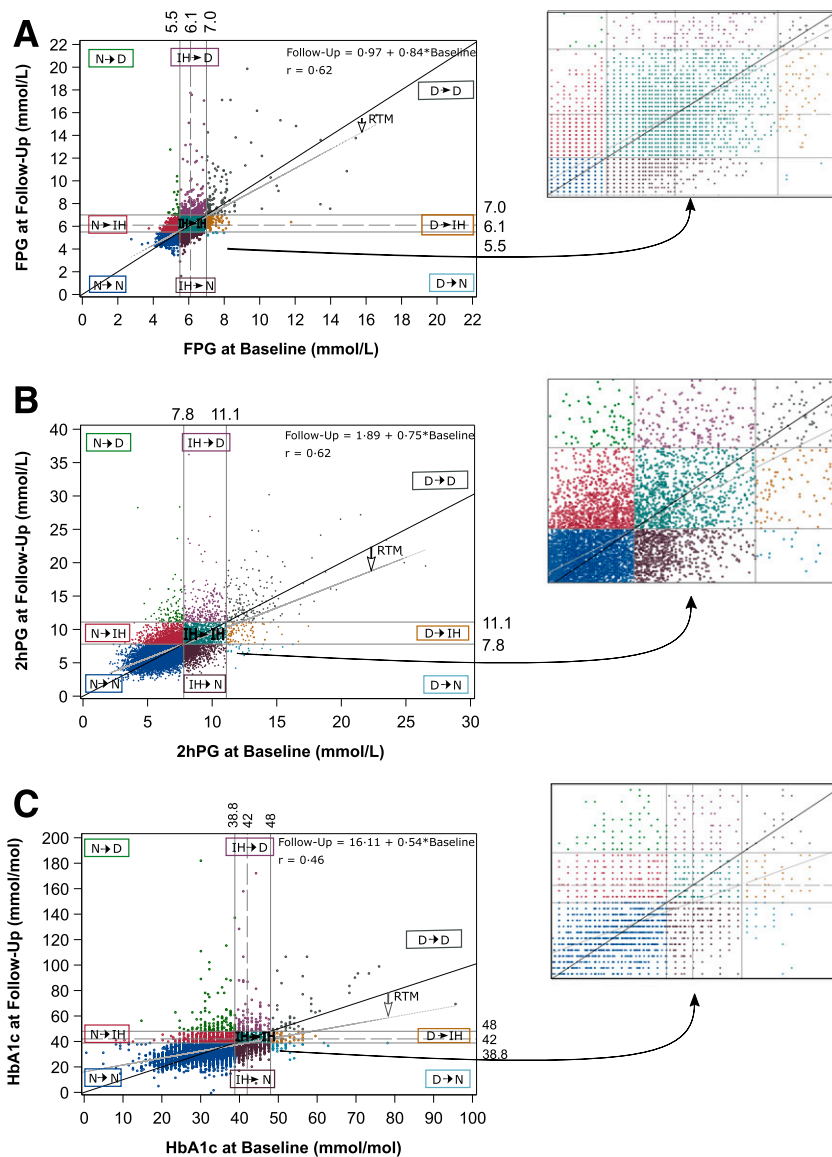 A
5.5
6.1
7.0
FPG at Follow-Up (mmol/L)
22
20
18
16
14
12
10
8
6
4
2
0
N→D
IH→D
Follow-Up = 0·97 + 0·84*Baseline
r = 0·62
D→D
RTM
N→IH
IH→IH
D→IH
7.0
6.1
5.5
N→N
IH→N
D→N
0 2 4 6 8 10 12 14 16 18 20 22
FPG at Baseline (mmol/L)
B
7.8 11.1
2hPG at Follow-Up (mmol/L)
40
35
30
25
20
15
10
5
0
N→D
IH→D
Follow-Up = 1·89 + 0·75*Baseline
r = 0·62
D→D
RTM
N→IH
IH→IH
D→IH
11.1
7.8
N→N
IH→N
D→N
0 5 10 15 20 25 30
2hPG at Baseline (mmol/L)
C
38.8
42
48
HbA1c at Follow-Up (mmol/mol)
200
180
160
140
120
100
80
60
40
20
0
N→D
IH→D
Follow-Up = 16·11 + 0·54*Baseline
r = 0·46
D→D
RTM
N→IH
IH→IH
D→IH
48
42
38.8
N→N
IH→N
D→N
0 10 20 30 40 50 60 70 80 90 100
HbA1c at Baseline (mmol/mol)